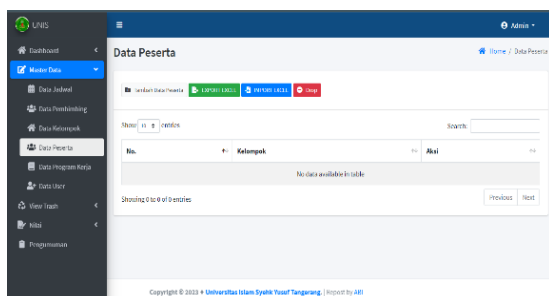 UNIS
Admin
Dashboard
Master Data
Data Jadwal
Data Pembimbing
Data Kelompok
Data Peserta
Data Program Kerja
Data User
View Trash
Nilai
Pengumuman
Data Peserta
Home / Data Peserta
Tambah Data Peserta EXPORT EXCEL IMPORT EXCEL Drop
Show entries
Search:
No. Kelompok Aksi
No data available in table
Showing 0 to 0 of 0 entries
Previous Next
Copyright © 2023 Universitas Islam Syekh Yusuf Tangerang. | Repost by